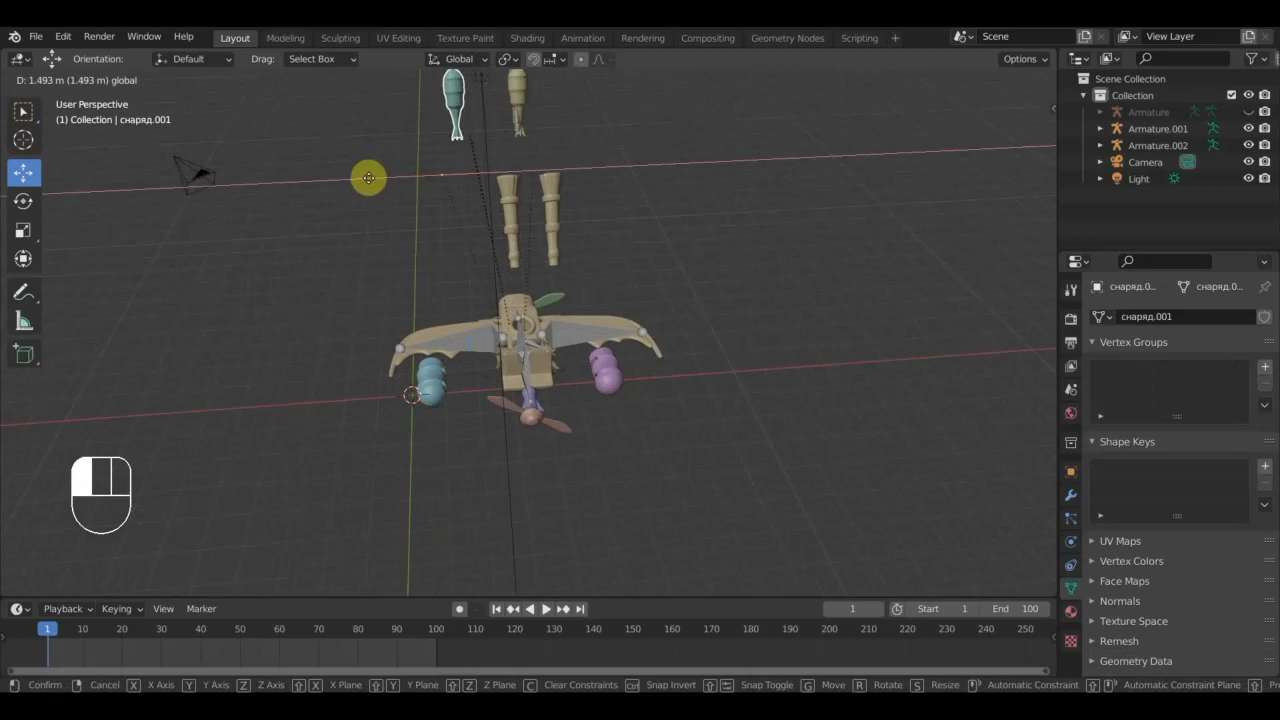 File Edit Render Window Help Layout Modeling Sculpting UV Editing Texture Paint Shading Animation Rendering Compositing Geometry Nodes Scripting + Scene View Layer
Orientation: Default Drag: Select Box Global Options
D: 1.493 m (1.493 m) global
User Perspective
(1) Collection | снаряд.001
Scene Collection
Collection
Armature
Armature.001
Armature.002
Camera
Light
снаряд.0... снаряд.0...
снаряд.001
Vertex Groups
Shape Keys
UV Maps
Vertex Colors
Face Maps
Normals
Texture Space
Remesh
Geometry Data
Playback Keying View Marker 1 Start 1 End 100
1 10 20 30 40 50 60 70 80 90 100 110 120 130 140 150 160 170 180 190 200 210 220 230 240 250
Confirm Cancel X X Axis Y Y Axis Z Z Axis X X Plane Y Y Plane Z Z Plane C Clear Constraints Ctrl Snap Invert Snap Toggle G Move R Rotate S Resize Automatic Constraint Automatic Constraint Plane